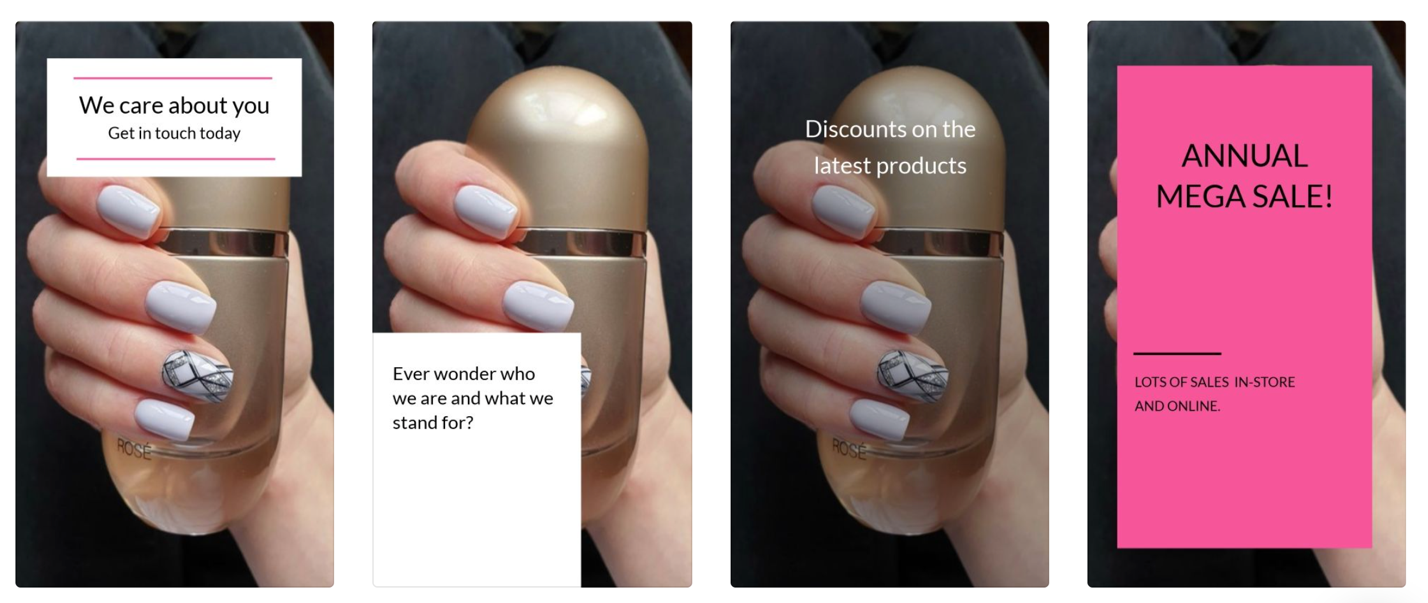 We care about you
Get in touch today
ROSÉ
Ever wonder who
we are and what we
stand for?
Discounts on the
latest products
ROSÉ
ANNUAL
MEGA SALE!
LOTS OF SALES IN-STORE
AND ONLINE.